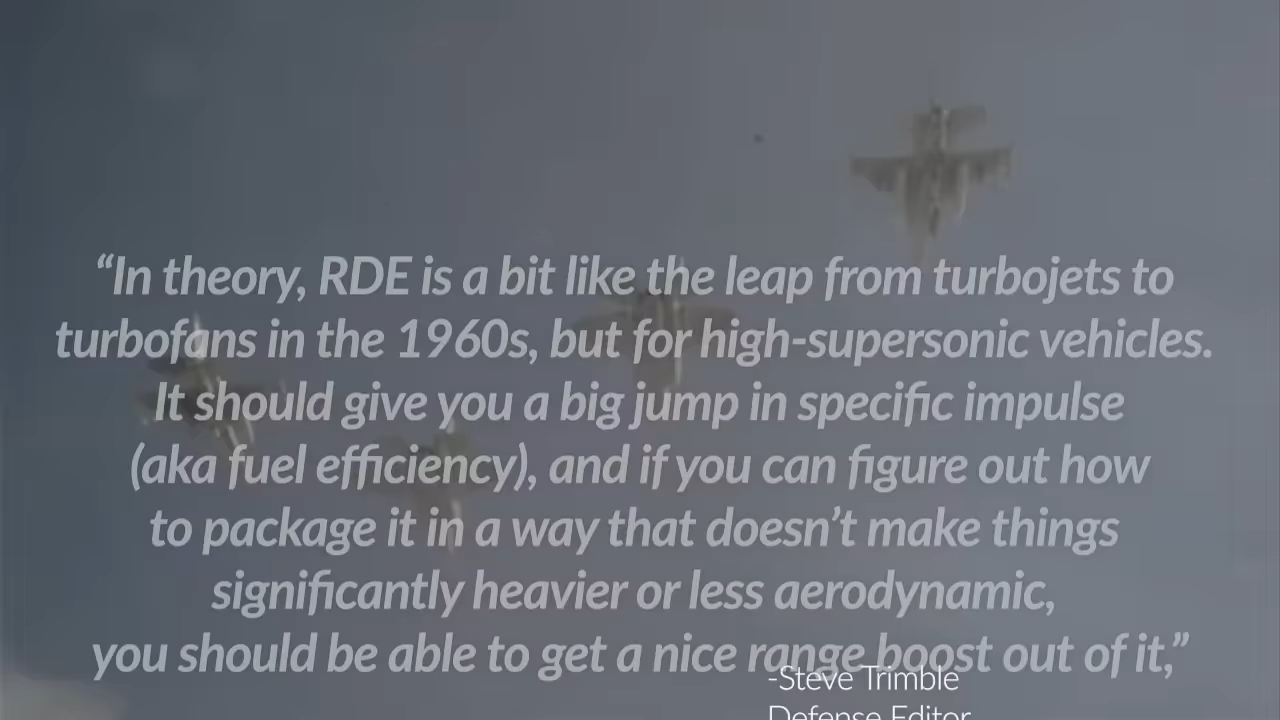 “In theory, RDE is a bit like the leap from turbojets to
turbofans in the 1960s, but for high-supersonic vehicles.
It should give you a big jump in specific impulse
(aka fuel efficiency), and if you can figure out how
to package it in a way that doesn’t make things
significantly heavier or less aerodynamic,
you should be able to get a nice range boost out of it,”
-Steve Trimble
Defense Editor